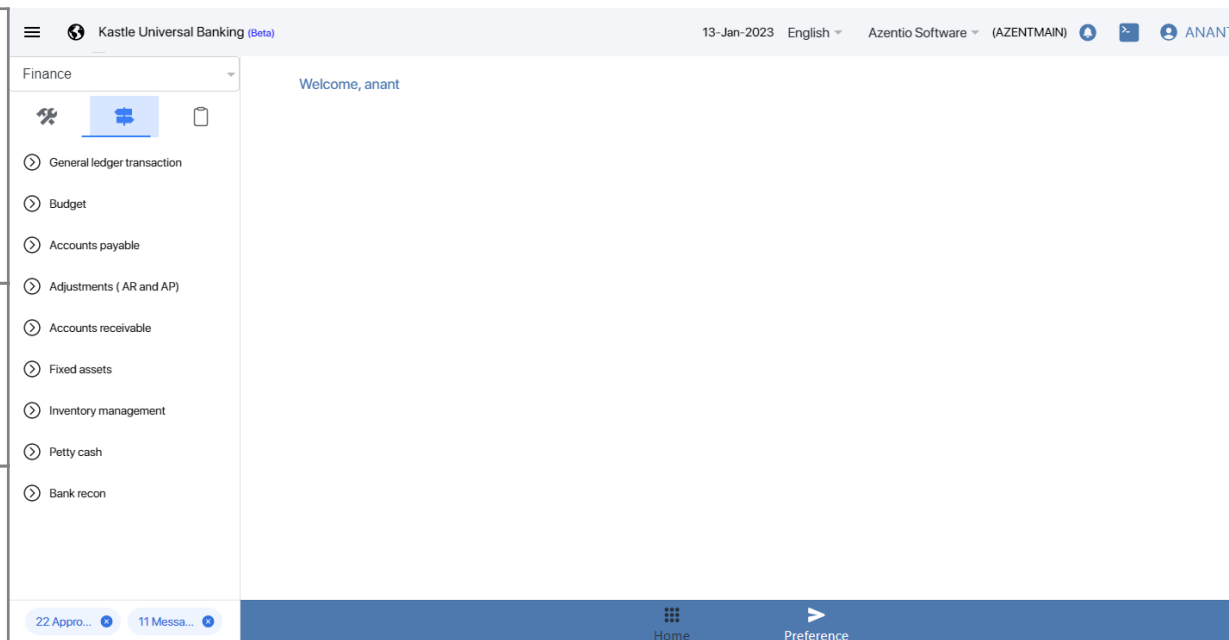 Kastle Universal Banking (Beta) 13-Jan-2023 English Azentio Software (AZENTMAIN) ANANT
Finance
Welcome, anant
General ledger transaction
Budget
Accounts payable
Adjustments ( AR and AP)
Accounts receivable
Fixed assets
Inventory management
Petty cash
Bank recon
22 Appro... 11 Messa...
Home Preference